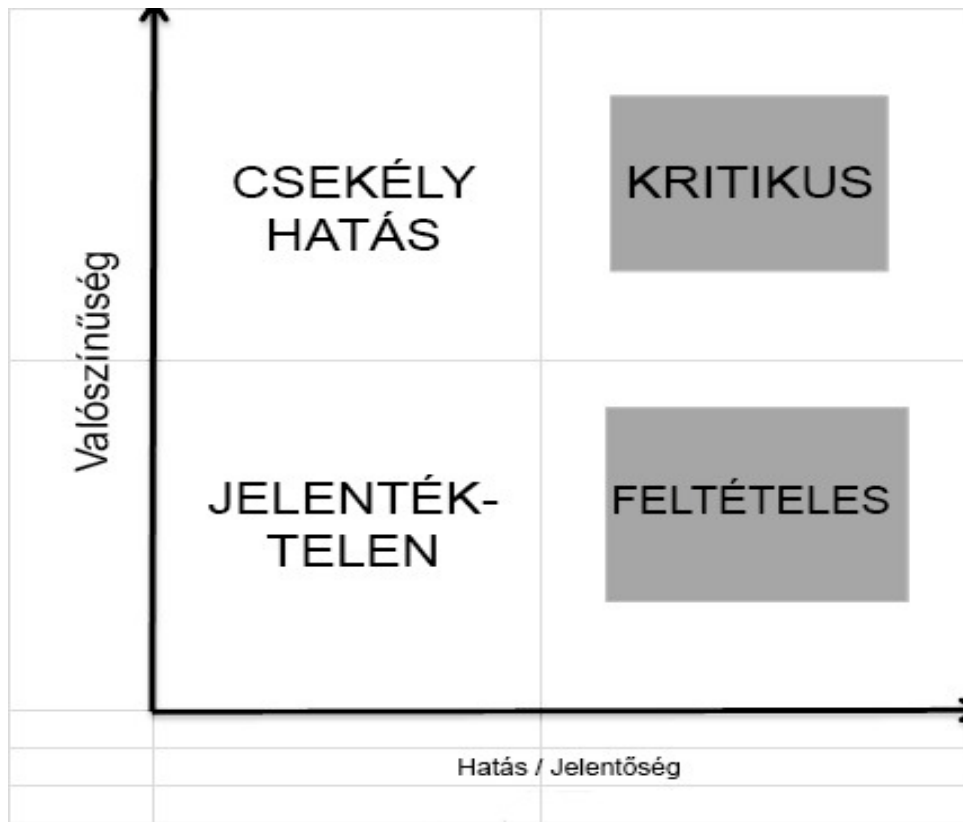 CSEKÉLY
HATÁS
KRITIKUS
Valószínűség
JELENTÉK-
TELEN
FELTÉTELES
Hatás / Jelentőség